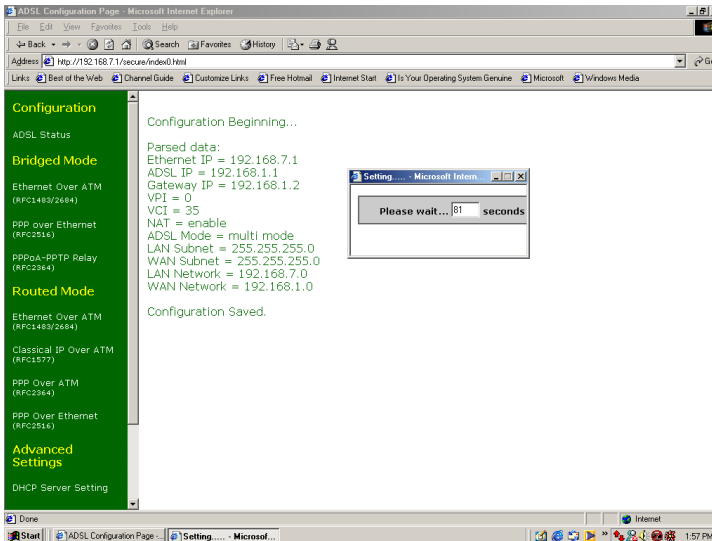 ADSL Configuration Page - Microsoft Internet Explorer
File Edit View Favorites Tools Help
Back Search Favorites History
Address http://192.168.7.1/secure/index0.html Go
Links Best of the Web Channel Guide Customize Links Free Hotmail Internet Start Is Your Operating System Genuine Microsoft Windows Media
Configuration
ADSL Status
Bridged Mode
Ethernet Over ATM
(RFC1483/2684)
PPP over Ethernet
(RFC2516)
PPPoA-PPTP Relay
(RFC2364)
Routed Mode
Ethernet Over ATM
(RFC1483/2684)
Classical IP Over ATM
(RFC1577)
PPP Over ATM
(RFC2364)
PPP Over Ethernet
(RFC2516)
Advanced
Settings
DHCP Server Setting
Configuration Beginning...
Parsed data:
Ethernet IP = 192.168.7.1
ADSL IP = 192.168.1.1
Gateway IP = 192.168.1.2
VPI = 0
VCI = 35
NAT = enable
ADSL Mode = multi mode
LAN Subnet = 255.255.255.0
WAN Subnet = 255.255.255.0
LAN Network = 192.168.7.0
WAN Network = 192.168.1.0
Configuration Saved.
Setting..... - Microsoft Intern...
Please wait... 81 seconds
Done Internet
Start ADSL Configuration Page -... Setting..... - Microsof... 1:57 PM